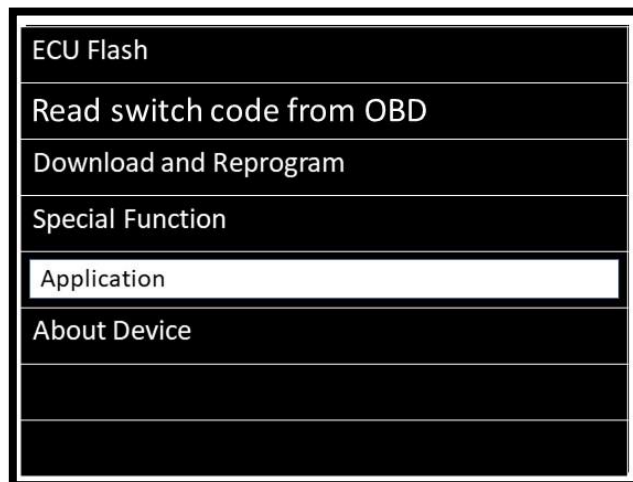 ECU Flash
Read switch code from OBD
Download and Reprogram
Special Function
Application
About Device